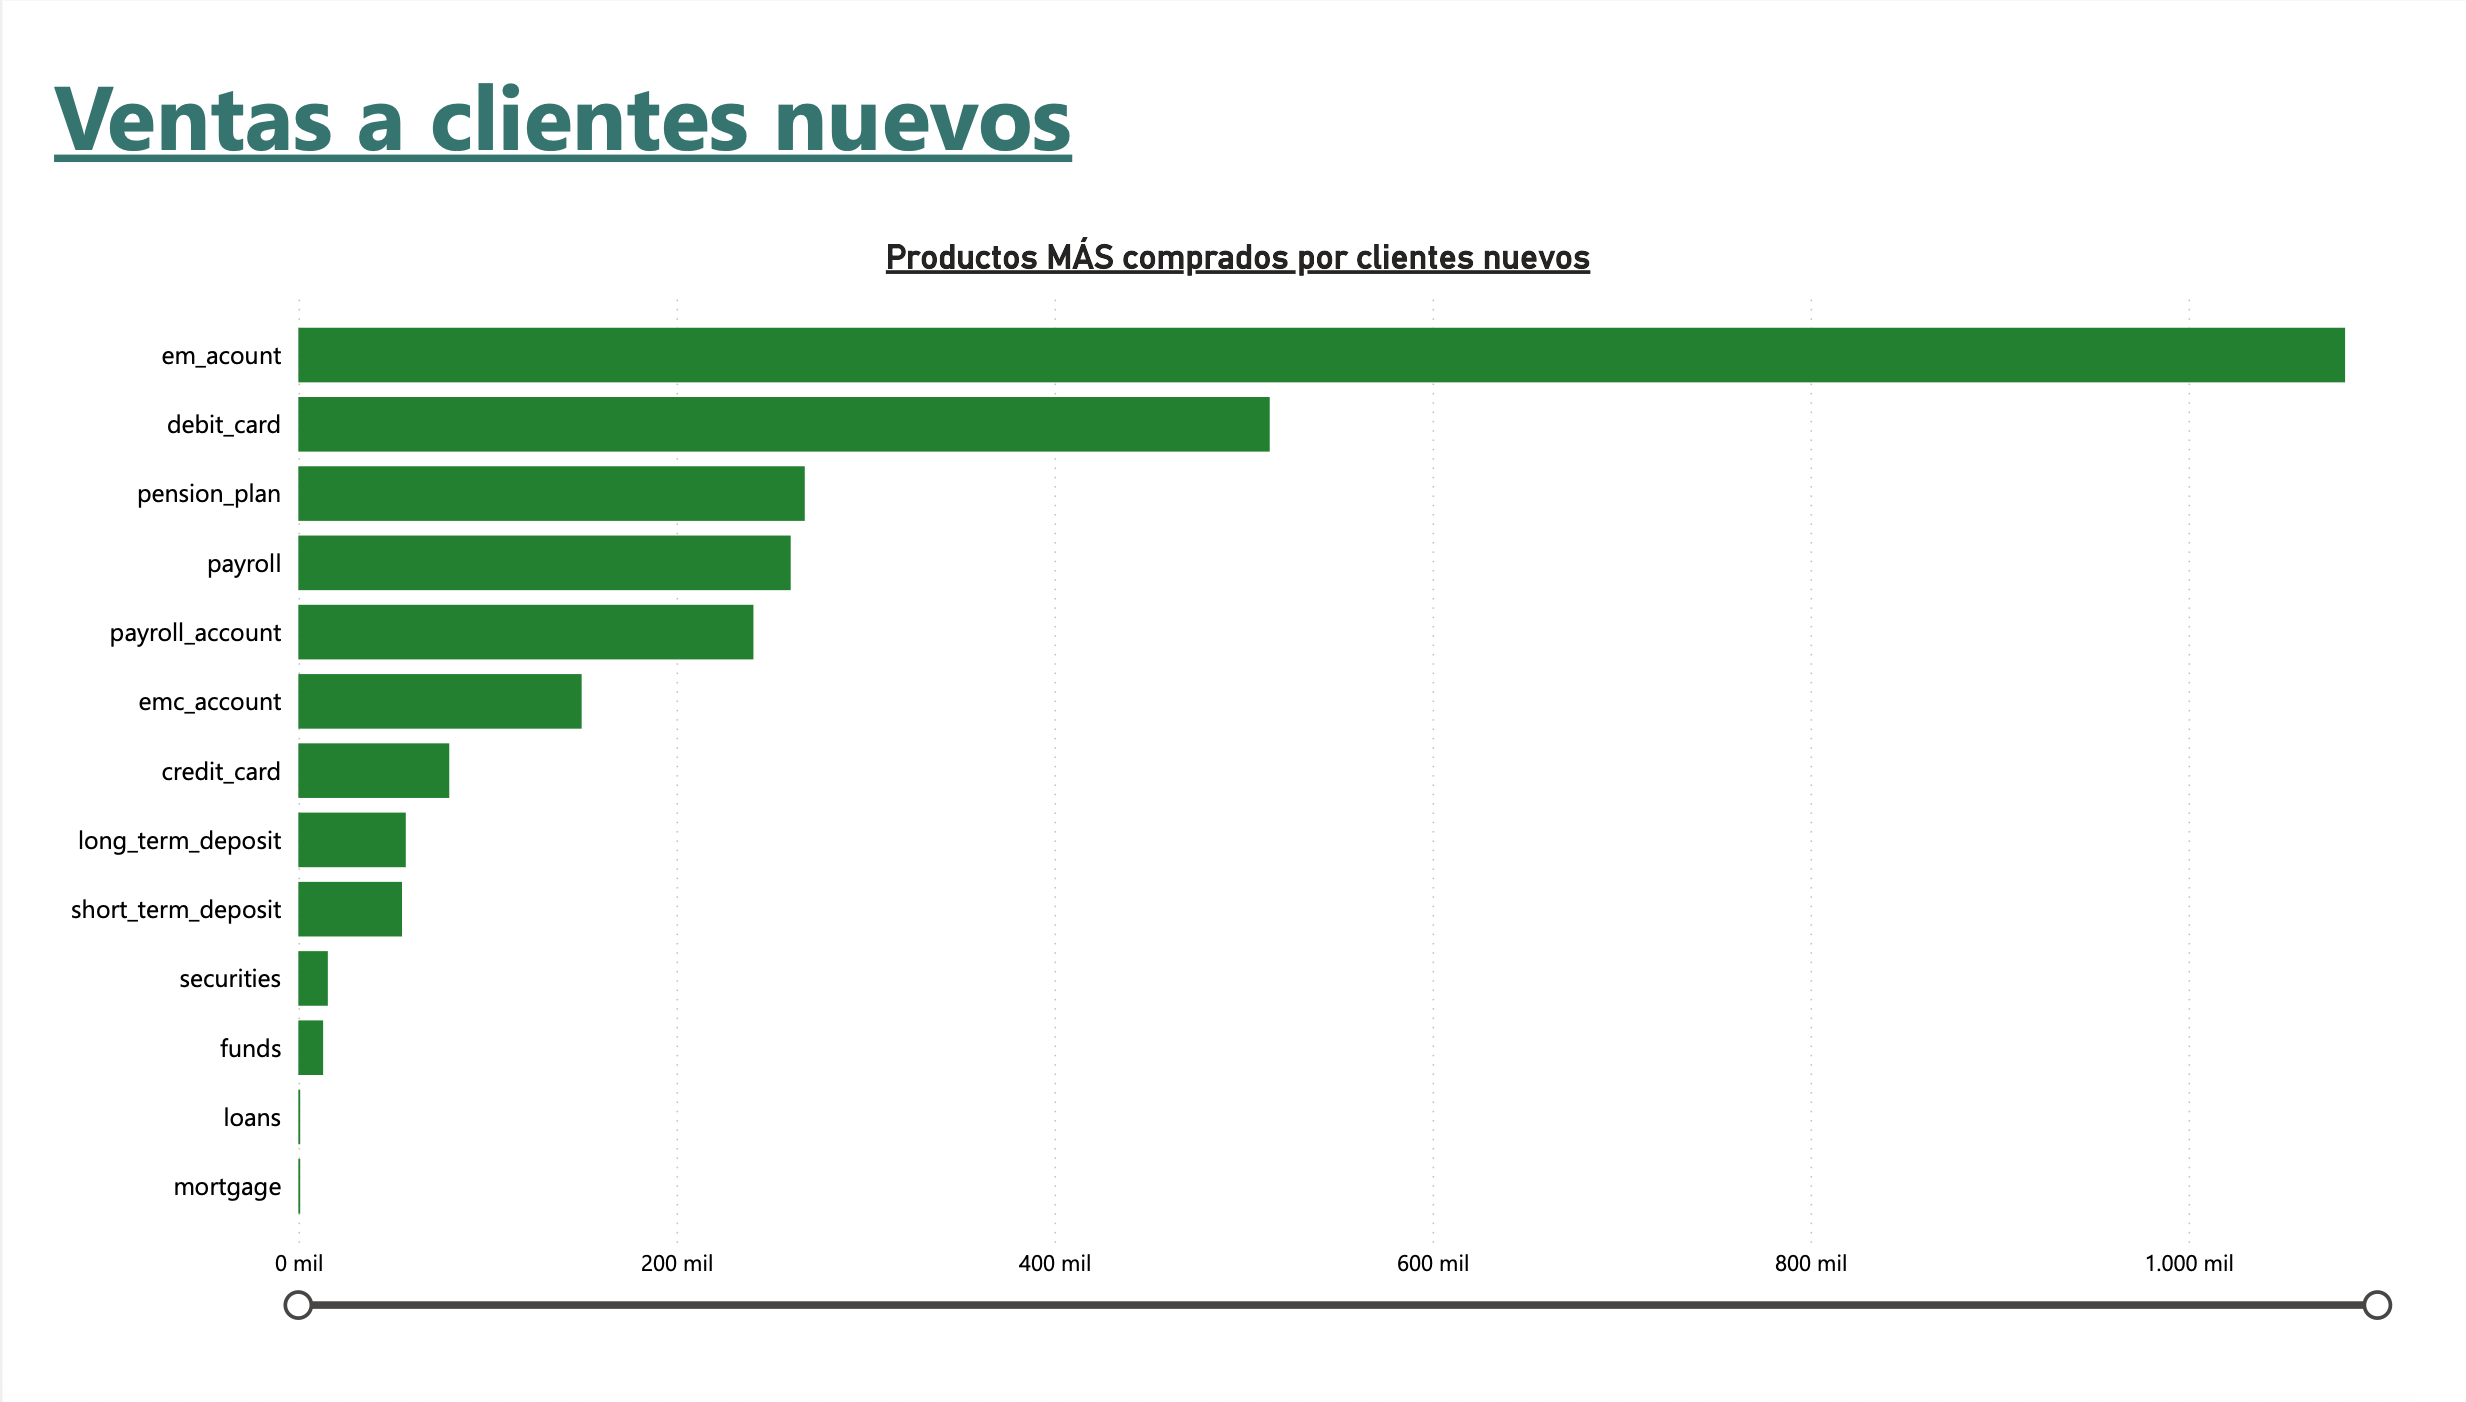 Ventas a clientes nuevos
Productos MÁS comprados por clientes nuevos
em_acount
debit_card
pension_plan
payroll
payroll_account
emc_account
credit_card
long_term_deposit
short_term_deposit
securities
funds
loans
mortgage
0 mil 200 mil 400 mil 600 mil 800 mil 1.000 mil